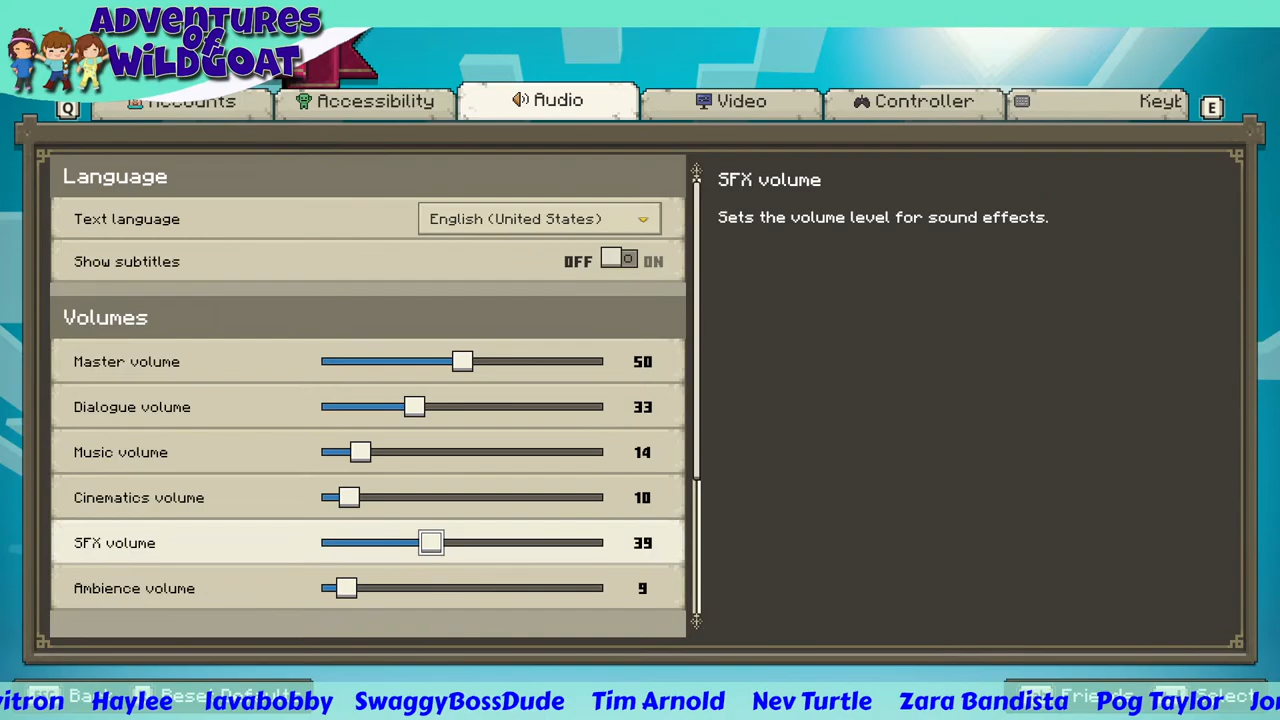 ADVENTURES
of
WILDGOAT
Q Accounts Accessibility Audio Video Controller E
Language
Text language English (United States)
Show subtitles OFF ON
Volumes
Master volume 50
Dialogue volume 33
Music volume 14
Cinematics volume 10
SFX volume 39
Ambience volume 9
SFX volume
Sets the volume level for sound effects.
Haylee lavabobby SwaggyBossDude Tim Arnold Nev Turtle Zara Bandista Pog Taylor